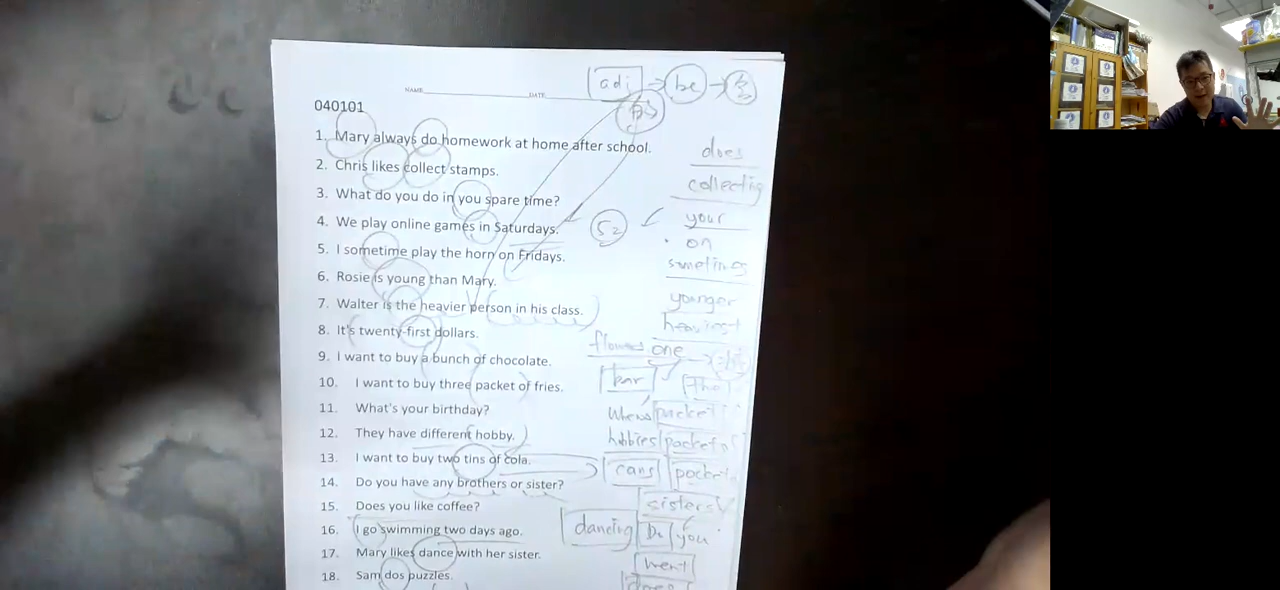 adj → be →
NAME DATE
040101
1. Mary always do homework at home after school. does
2. Chris likes collect stamps. collecting
3. What do you do in you spare time? your
4. We play online games in Saturdays. on
5. I sometime play the horn on Fridays. sometimes
6. Rosie is young than Mary. younger
7. Walter is the heavier person in his class. heaviest
8. It's twenty-first dollars. one
9. I want to buy a bunch of chocolate. flowers bar
10. I want to buy three packet of fries. packet
11. What's your birthday? When's
12. They have different hobby. hobbies packet
13. I want to buy two tins of cola. cans
14. Do you have any brothers or sister? sisters
15. Does you like coffee? Do you
16. I go swimming two days ago. went
17. Mary likes dance with her sister. dancing
18. Sam dos puzzles.